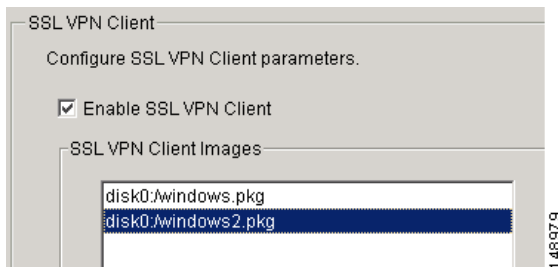 SSL VPN Client
Configure SSL VPN Client parameters.
Enable SSL VPN Client
SSL VPN Client Images
disk0:/windows.pkg
disk0:/windows2.pkg
148979